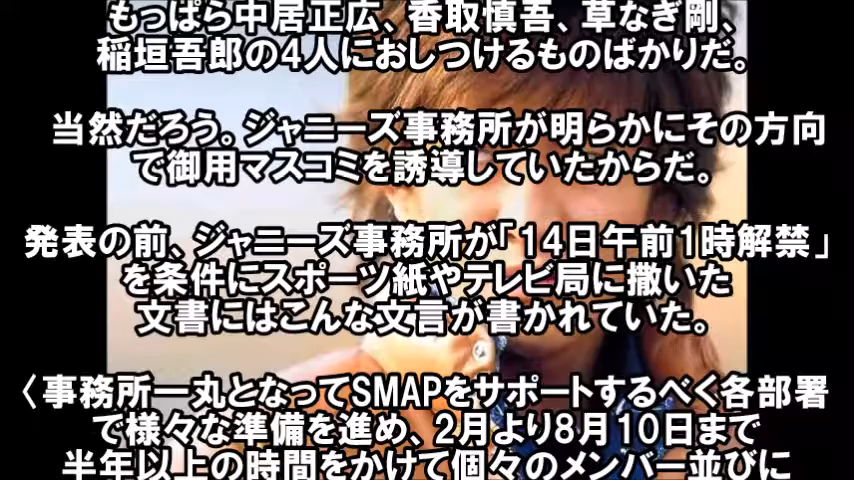 もっぱら中居正広、香取慎吾、草なぎ剛、
稲垣吾郎の4人におしつけるものばかりだ。
当然だろう。ジャニーズ事務所が明らかにその方向
で御用マスコミを誘導していたからだ。
発表の前、ジャニーズ事務所が「14日午前1時解禁」
を条件にスポーツ紙やテレビ局に撒いた
文書にはこんな文言が書かれていた。
〈事務所一丸となってSMAPをサポートするべく各部署
で様々な準備を進め、2月より8月10日まで
半年以上の時間をかけて個々のメンバー並びに